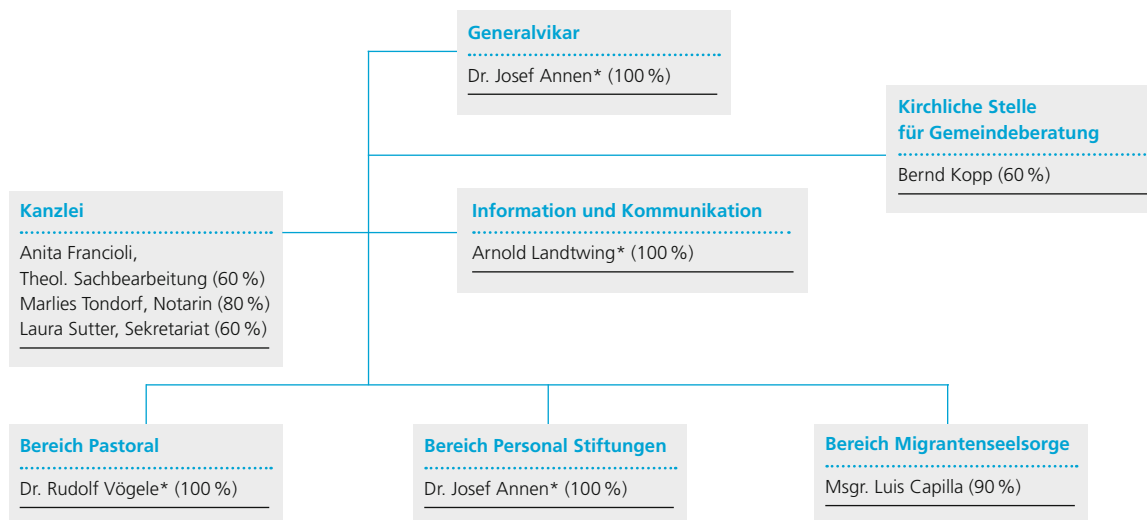 Generalvikar
Dr. Josef Annen* (100 %)
Kirchliche Stelle
für Gemeindeberatung
Bernd Kopp (60 %)
Kanzlei
Anita Francioli,
Theol. Sachbearbeitung (60 %)
Marlies Tondorf, Notarin (80 %)
Laura Sutter, Sekretariat (60 %)
Information und Kommunikation
Arnold Landtwing* (100 %)
Bereich Pastoral
Dr. Rudolf Vögele* (100 %)
Bereich Personal Stiftungen
Dr. Josef Annen* (100 %)
Bereich Migrantenseelsorge
Msgr. Luis Capilla (90 %)